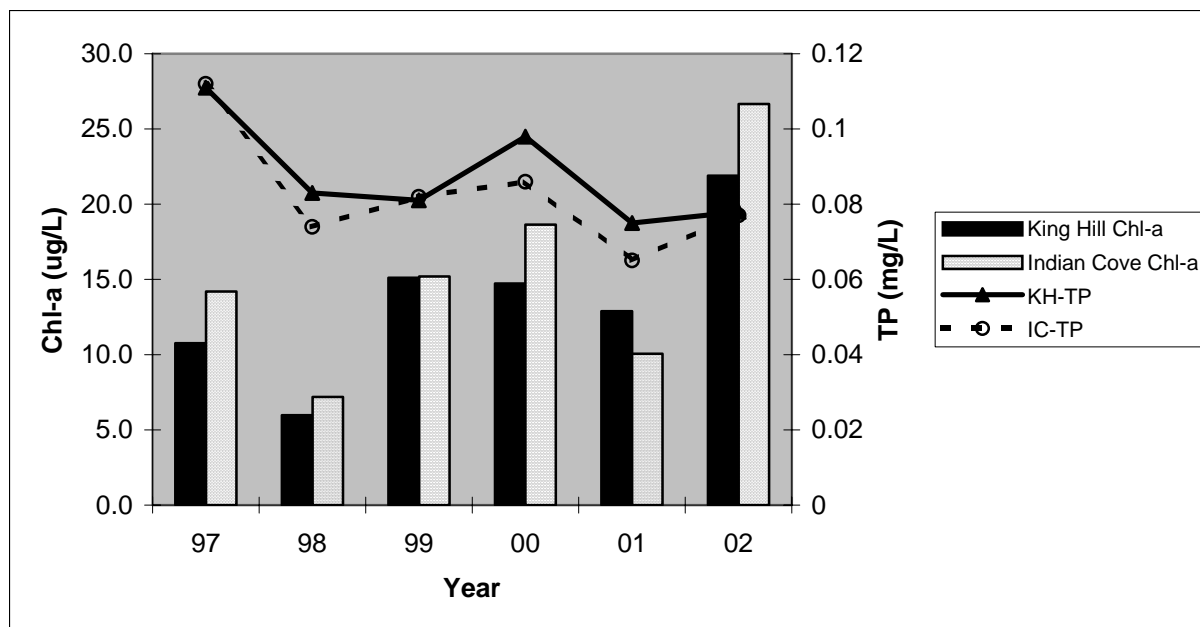 Chl-a (ug/L)
30.0
25.0
20.0
15.0
10.0
5.0
0.0
97
98
99
00
01
02
Year
0.12
0.1
0.08
0.06
0.04
0.02
0
TP (mg/L)
King Hill Chl-a
Indian Cove Chl-a
KH-TP
IC-TP